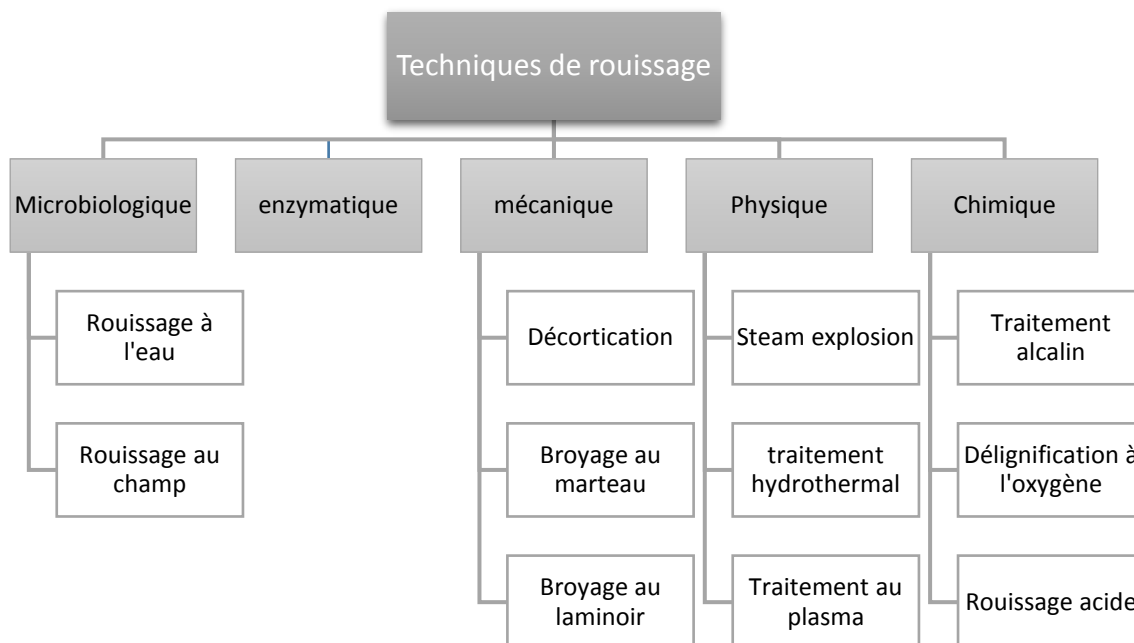 Techniques de rouissage
Microbiologique
enzymatique
mécanique
Physique
Chimique
Rouissage à
l'eau
Rouissage au
champ
Décortication
Broyage au
marteau
Broyage au
laminoir
Steam explosion
traitement
hydrothermal
Traitement au
plasma
Traitement
alcalin
Délignification à
l'oxygène
Rouissage acide